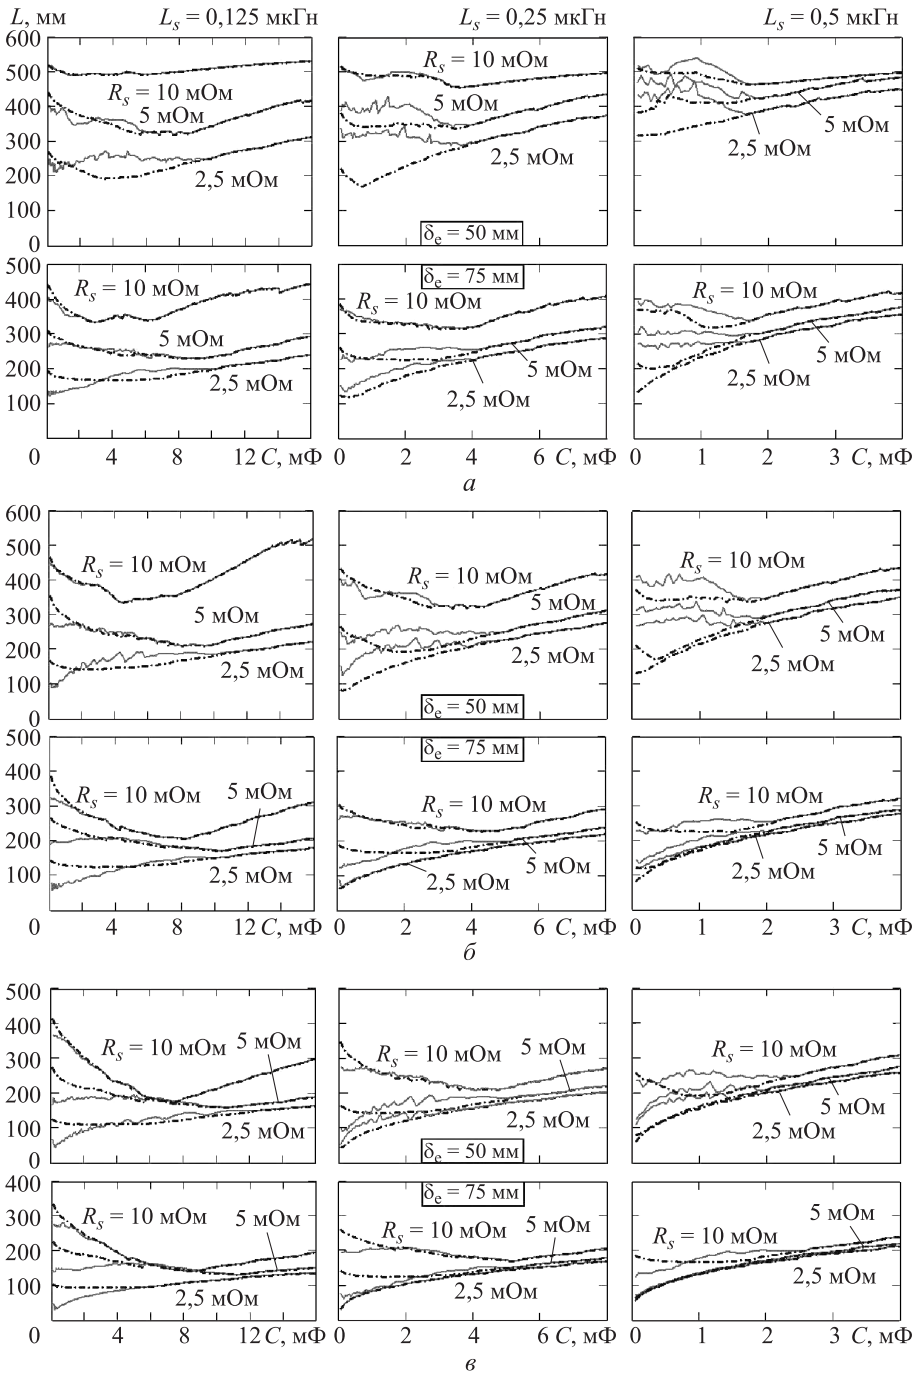 L, мм
L_s = 0,125 мкГн
L_s = 0,25 мкГн
L_s = 0,5 мкГн
600
500
400
300
200
100
0
R_s = 10 мОм
5 мОм
2,5 мОм
R_s = 10 мОм
5 мОм
2,5 мОм
δ_e = 50 мм
R_s = 10 мОм
5 мОм
2,5 мОм
500
400
300
200
100
R_s = 10 мОм
5 мОм
2,5 мОм
δ_e = 75 мм
R_s = 10 мОм
5 мОм
2,5 мОм
R_s = 10 мОм
5 мОм
2,5 мОм
0 4 8 12 C, мФ
0 2 4 6 C, мФ
0 1 2 3 C, мФ
а
600
500
400
300
200
100
0
R_s = 10 мОм
5 мОм
2,5 мОм
R_s = 10 мОм
5 мОм
2,5 мОм
δ_e = 50 мм
R_s = 10 мОм
5 мОм
2,5 мОм
500
400
300
200
100
R_s = 10 мОм
5 мОм
2,5 мОм
δ_e = 75 мм
R_s = 10 мОм
5 мОм
2,5 мОм
R_s = 10 мОм
5 мОм
2,5 мОм
0 4 8 12 C, мФ
0 2 4 6 C, мФ
0 1 2 3 C, мФ
б
500
400
300
200
100
0
R_s = 10 мОм
5 мОм
2,5 мОм
R_s = 10 мОм
5 мОм
2,5 мОм
δ_e = 50 мм
R_s = 10 мОм
5 мОм
2,5 мОм
400
300
200
100
R_s = 10 мОм
5 мОм
2,5 мОм
δ_e = 75 мм
R_s = 10 мОм
5 мОм
2,5 мОм
R_s = 10 мОм
5 мОм
2,5 мОм
0 4 8 12 C, мФ
0 2 4 6 C, мФ
0 1 2 3 C, мФ
в